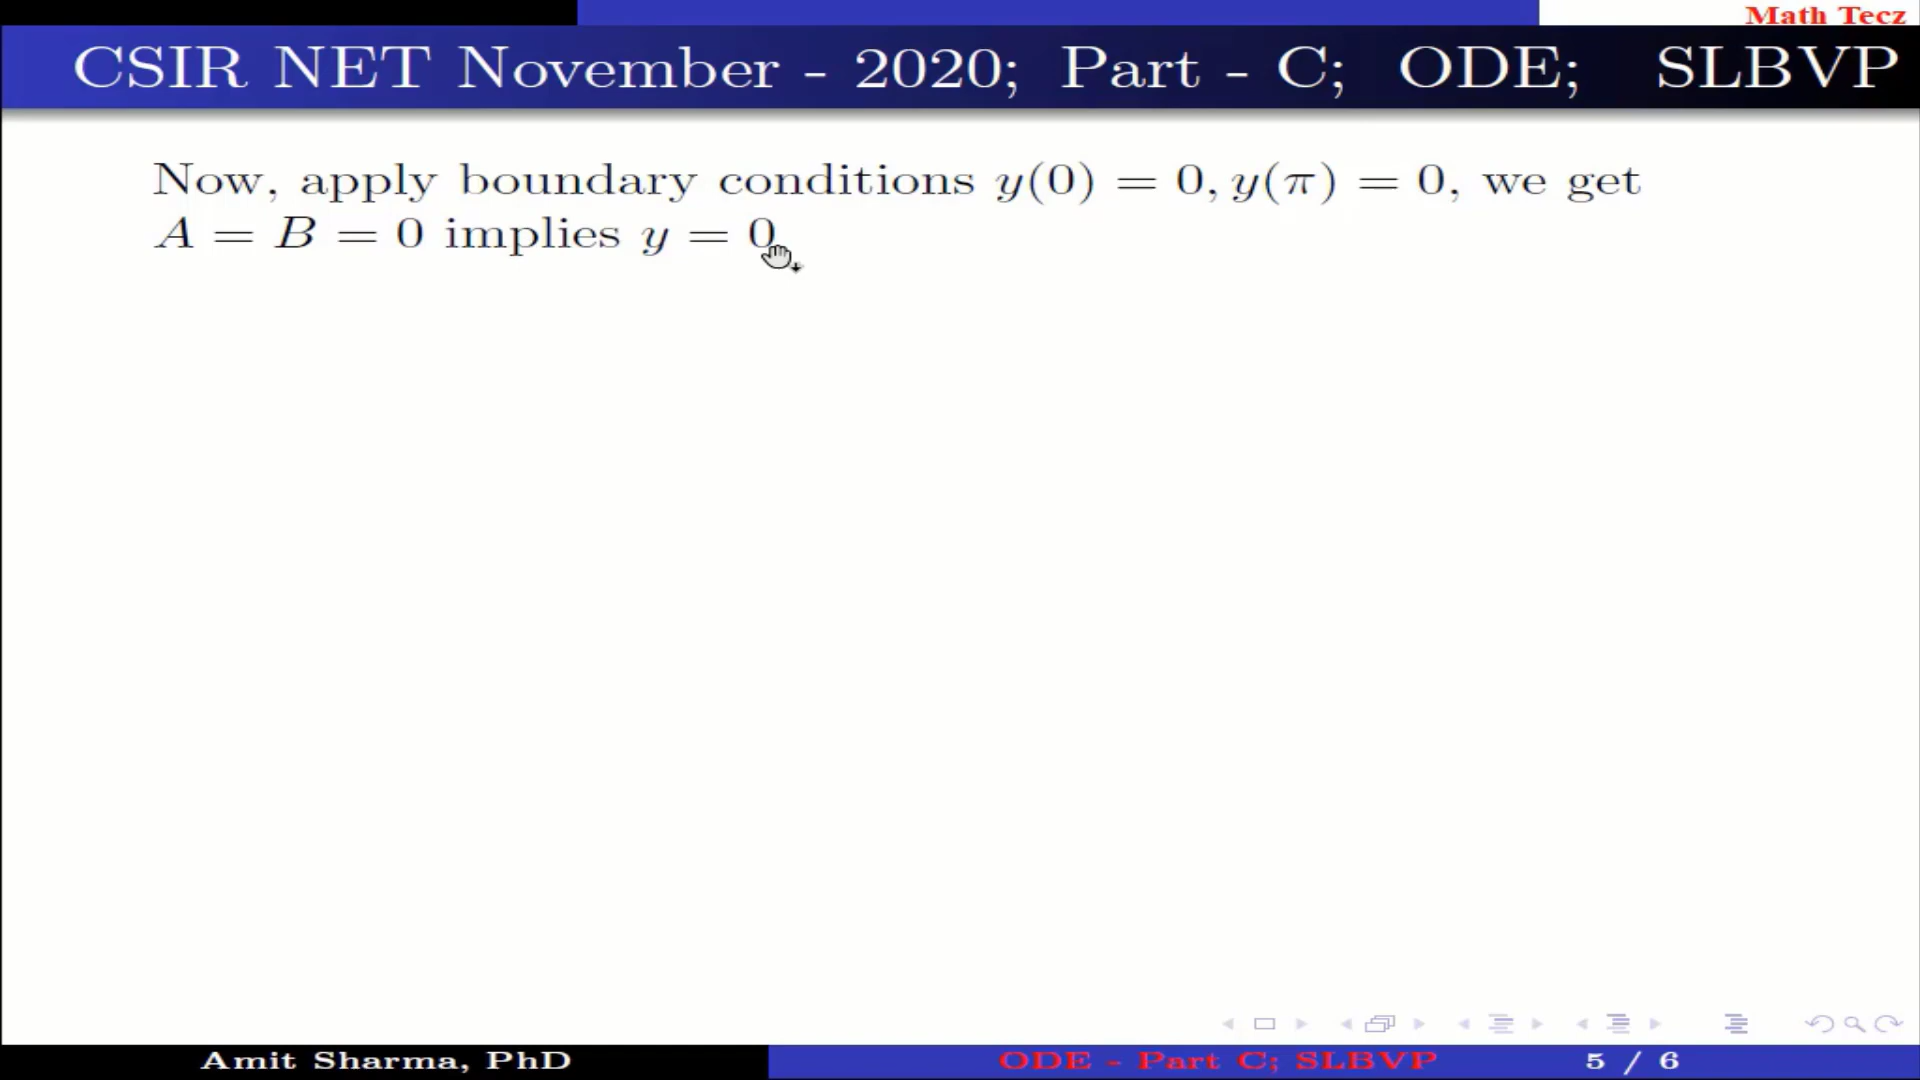 Math Tecz
CSIR NET November - 2020; Part - C; ODE; SLBVP
Now, apply boundary conditions y(0) = 0, y(π) = 0, we get
A = B = 0 implies y = 0
Amit Sharma, PhD
ODE - Part C; SLBVP
5 / 6